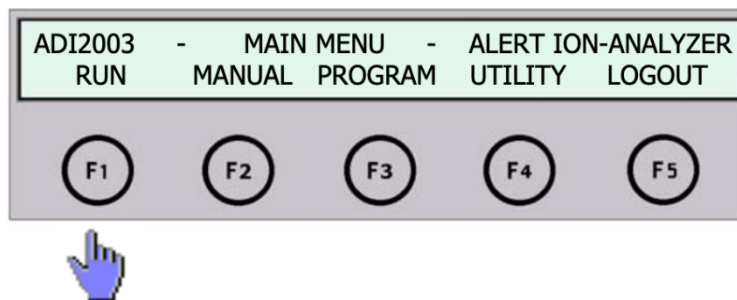 ADI2003 - MAIN MENU - ALERT ION-ANALYZER
RUN MANUAL PROGRAM UTILITY LOGOUT
F1 F2 F3 F4 F5